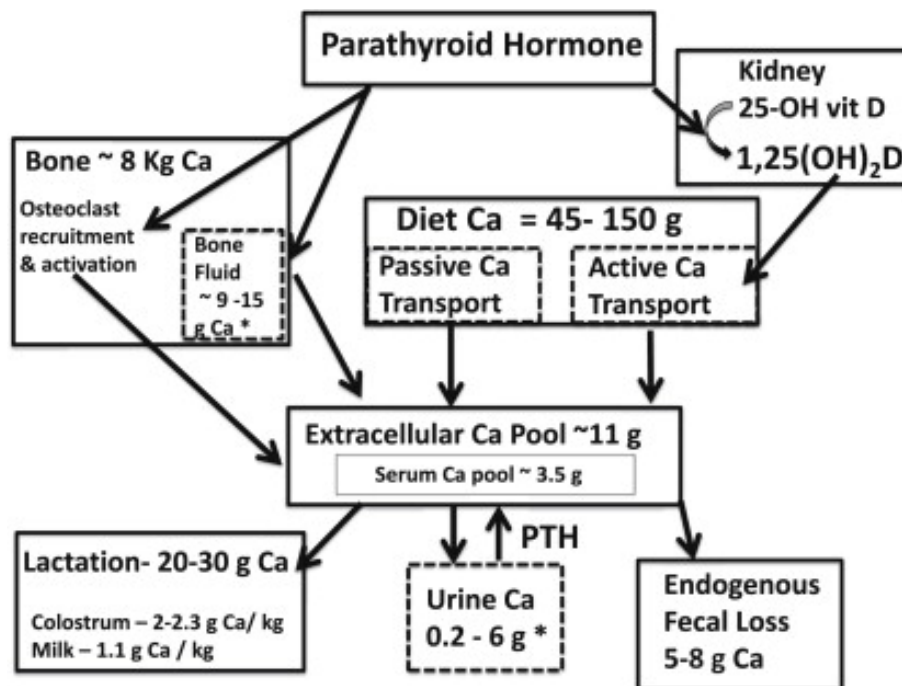 Parathyroid Hormone
Kidney
25-OH vit D
1,25(OH)₂D
Bone ~ 8 Kg Ca
Osteoclast
recruitment
& activation
Bone
Fluid
~ 9 -15
g Ca *
Diet Ca = 45- 150 g
Passive Ca
Transport
Active Ca
Transport
Extracellular Ca Pool ~11 g
Serum Ca pool ~ 3.5 g
Lactation- 20-30 g Ca
Colostrum – 2-2.3 g Ca/ kg
Milk – 1.1 g Ca / kg
PTH
Urine Ca
0.2 - 6 g *
Endogenous
Fecal Loss
5-8 g Ca